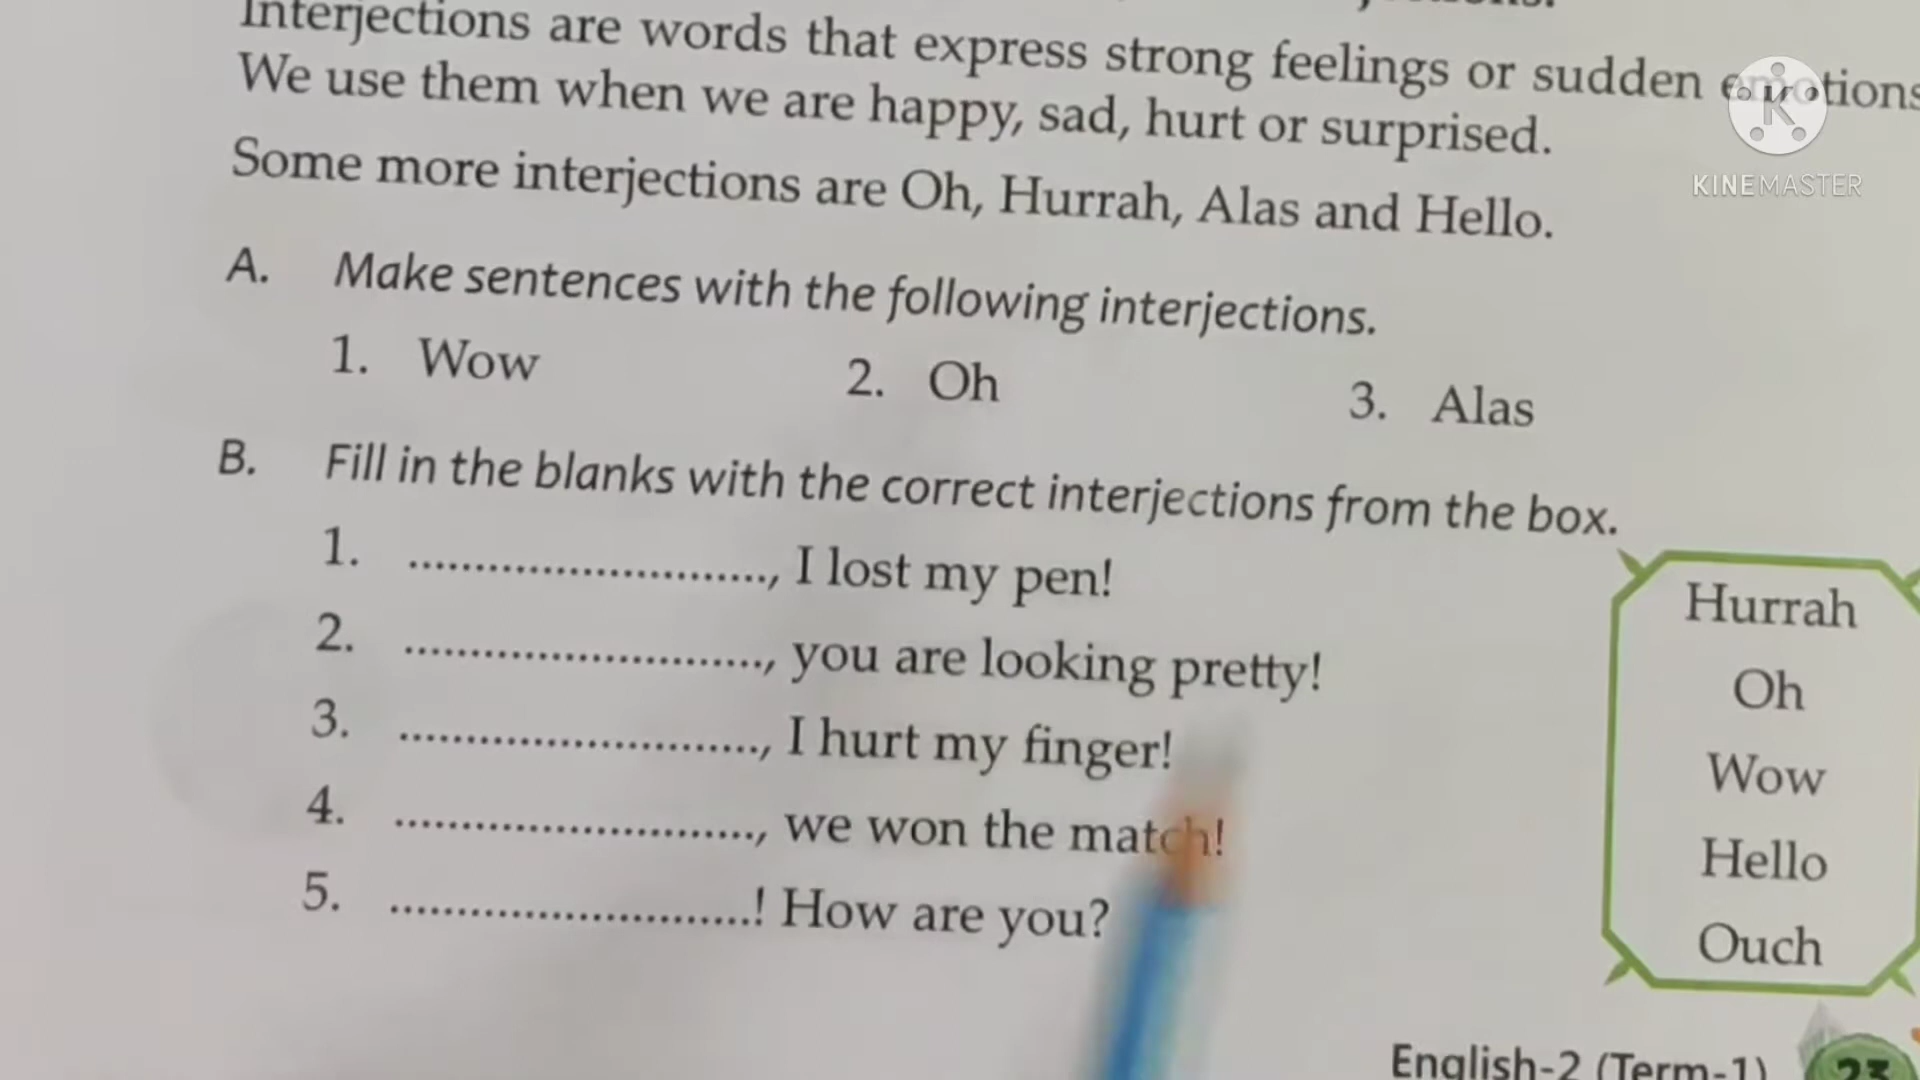 Interjections are words that express strong feelings or sudden emotions
We use them when we are happy, sad, hurt or surprised.
Some more interjections are Oh, Hurrah, Alas and Hello.
A. Make sentences with the following interjections.
1. Wow 2. Oh 3. Alas
B. Fill in the blanks with the correct interjections from the box.
1. ..........................., I lost my pen!
2. ..........................., you are looking pretty!
3. ..........................., I hurt my finger!
4. ..........................., we won the match!
5. ...........................! How are you?
Hurrah
Oh
Wow
Hello
Ouch
English-2 (Term-1) 23
K
KINEMASTER